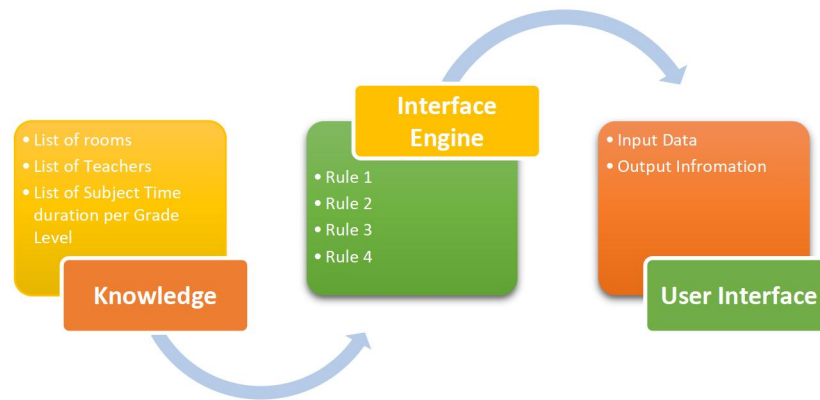 • List of rooms
• List of Teachers
• List of Subject Time
duration per Grade
Level
Knowledge
Interface
Engine
• Rule 1
• Rule 2
• Rule 3
• Rule 4
• Input Data
• Output Infromation
User Interface